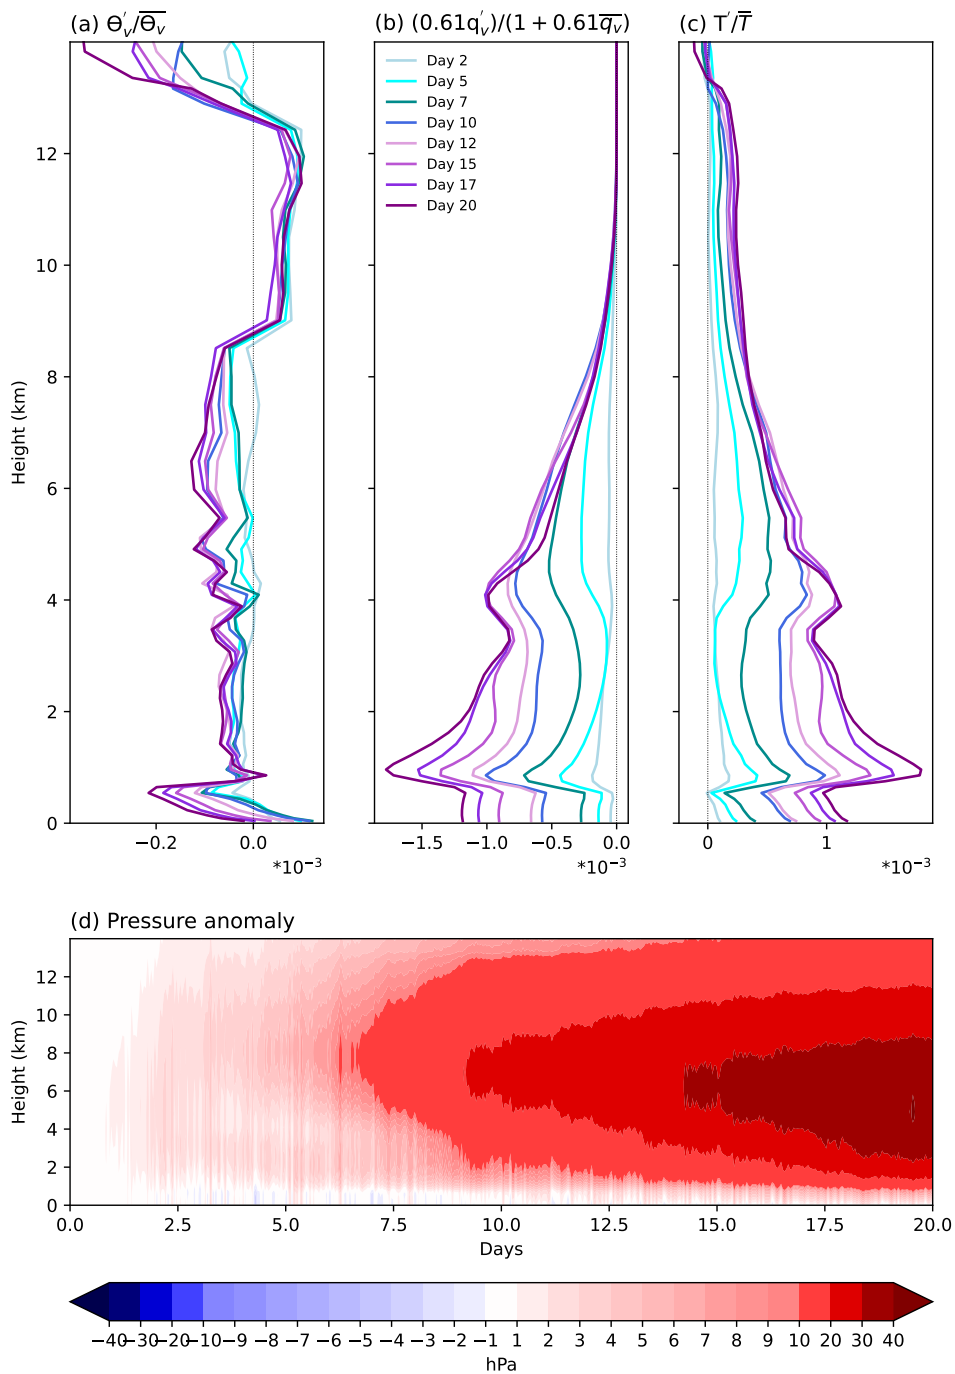 (a) Θ′ᵥ/Θ̅ᵥ̅
(b) (0.61q′ᵥ)/(1 + 0.61q̅ᵥ̅)
(c) T′/T̅
Day 2
Day 5
Day 7
Day 10
Day 12
Day 15
Day 17
Day 20
Height (km)
12
10
8
6
4
2
0
−0.2 0.0
*10⁻³
−1.5 −1.0 −0.5 0.0
*10⁻³
0 1
*10⁻³
(d) Pressure anomaly
Height (km)
12
10
8
6
4
2
0
0.0 2.5 5.0 7.5 10.0 12.5 15.0 17.5 20.0
Days
−40 −30 −20 −10 −9 −8 −7 −6 −5 −4 −3 −2 −1 1 2 3 4 5 6 7 8 9 10 20 30 40
hPa